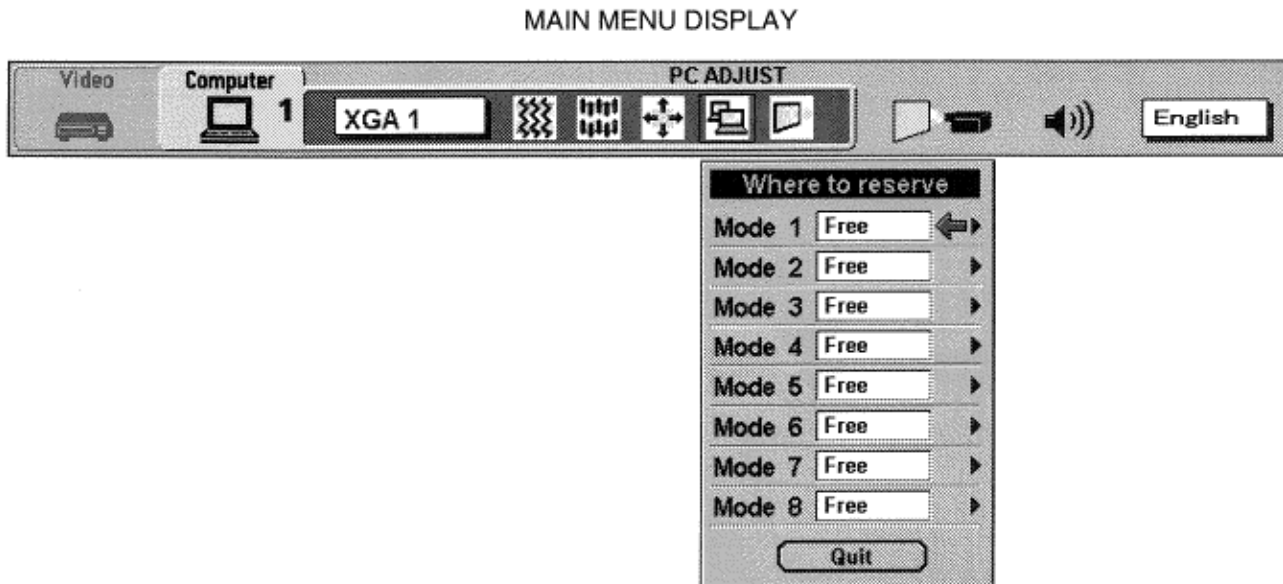 MAIN MENU DISPLAY
Video Computer PC ADJUST
1 XGA 1 English
Where to reserve
Mode 1 Free
Mode 2 Free
Mode 3 Free
Mode 4 Free
Mode 5 Free
Mode 6 Free
Mode 7 Free
Mode 8 Free
Quit